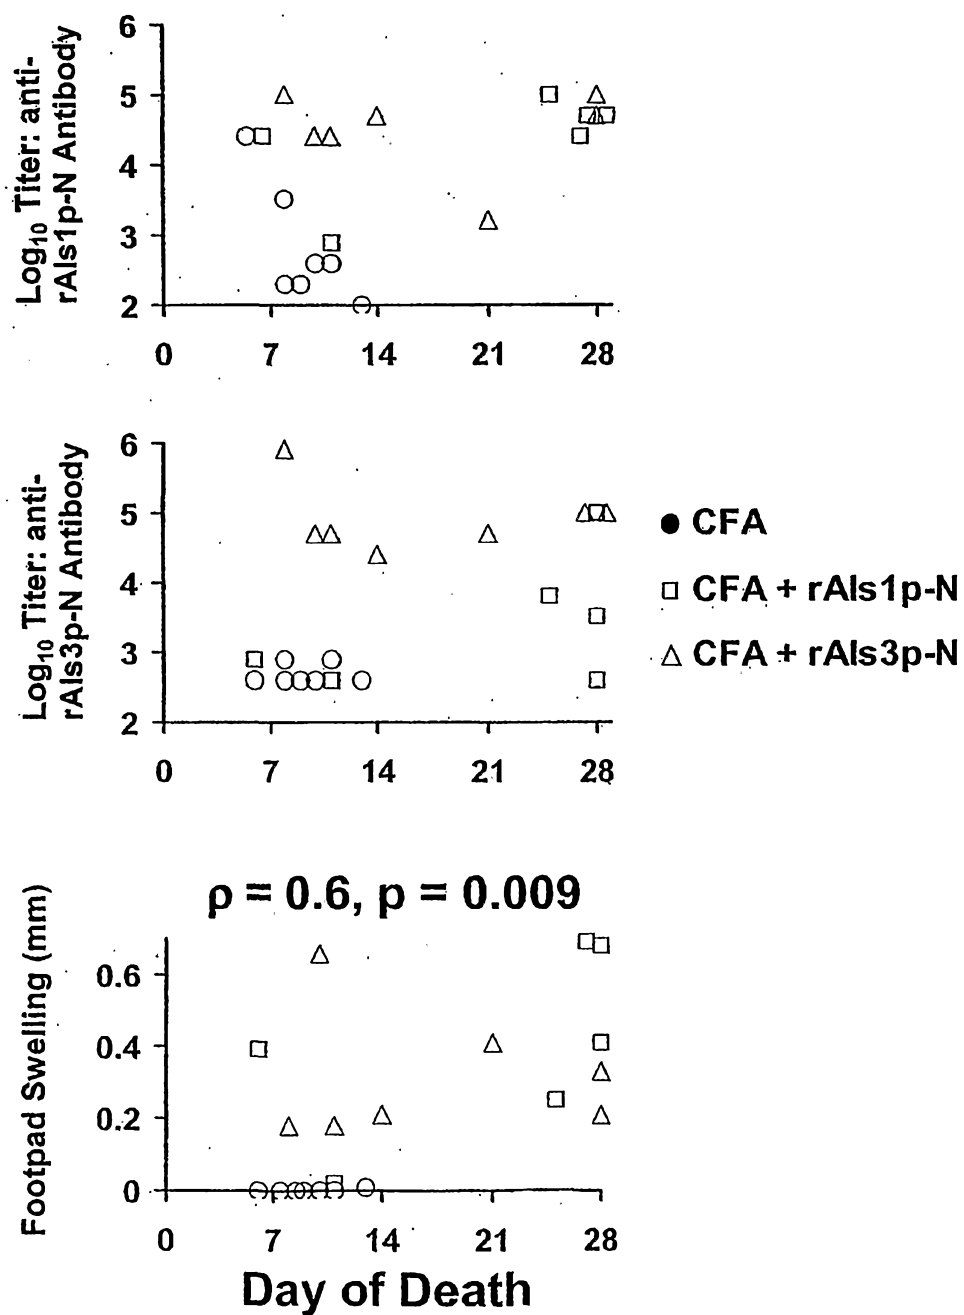 Log10 Titer: anti-
rAls1p-N Antibody
6
5
4
3
2
0 7 14 21 28
Log10 Titer: anti-
rAls3p-N Antibody
6
5
4
3
2
0 7 14 21 28
CFA
CFA + rAls1p-N
CFA + rAls3p-N
ρ = 0.6, p = 0.009
Footpad Swelling (mm)
0.6
0.4
0.2
0
0 7 14 21 28
Day of Death